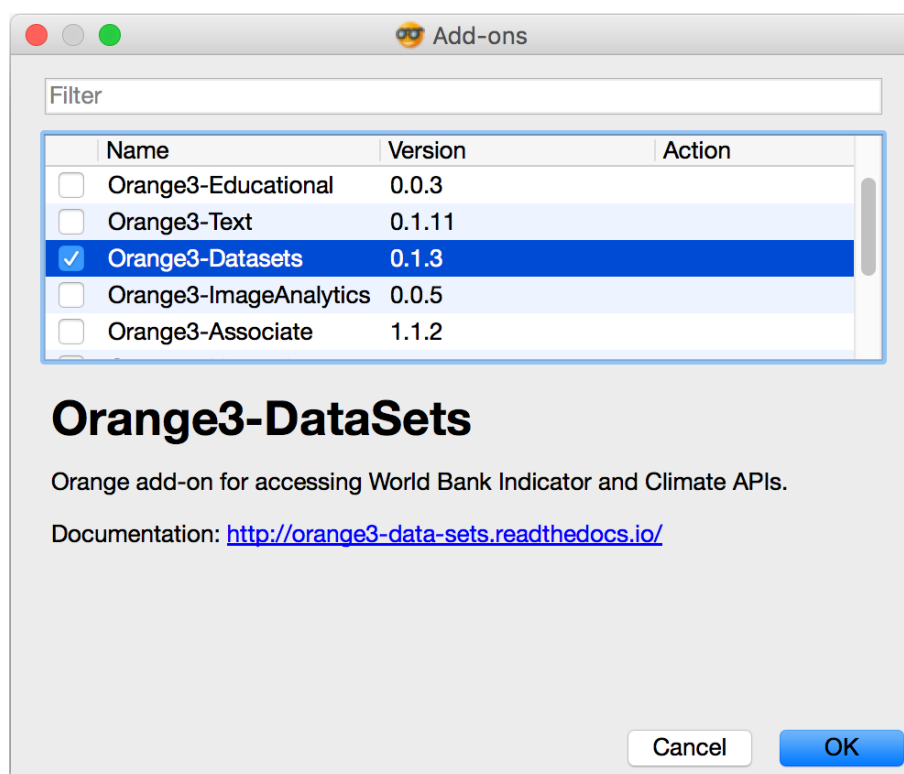 Add-ons
Filter
Name Version Action
Orange3-Educational 0.0.3
Orange3-Text 0.1.11
Orange3-Datasets 0.1.3
Orange3-ImageAnalytics 0.0.5
Orange3-Associate 1.1.2
Orange3-DataSets
Orange add-on for accessing World Bank Indicator and Climate APIs.
Documentation: http://orange3-data-sets.readthedocs.io/
Cancel OK